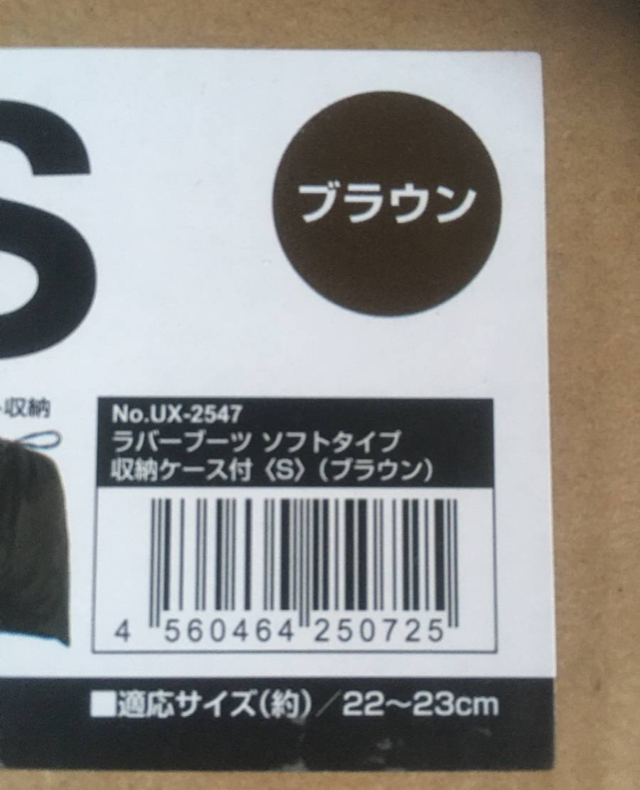 S
ブラウン
収納
No.UX-2547
ラバーブーツ ソフトタイプ
収納ケース付〈S〉(ブラウン)
4 560464 250725
■適応サイズ(約)/22〜23cm